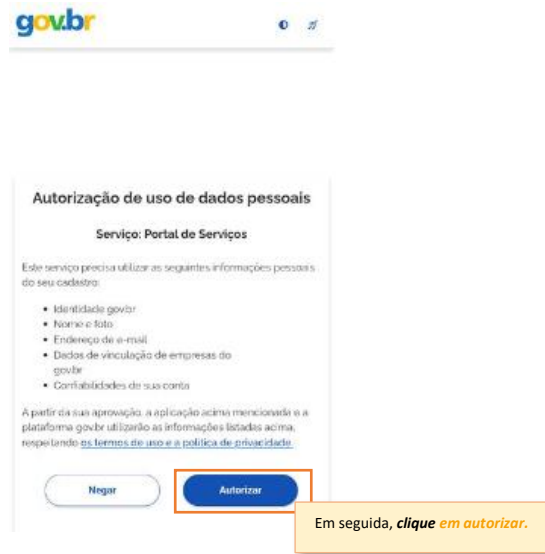 gov.br
Autorização de uso de dados pessoais
Serviço: Portal de Serviços
Este serviço precisa utilizar as seguintes informações pessoais
do seu cadastro:
• Identidade gov.br
• Nome e foto
• Endereço de e-mail
• Dados de vinculação de empresas do
gov.br
• Confiabilidades de sua conta
A partir da sua aprovação, a aplicação acima mencionada e a
plataforma gov.br utilizarão as informações listadas acima,
respeitando os termos de uso e a política de privacidade.
Negar
Autorizar
Em seguida, clique em autorizar.